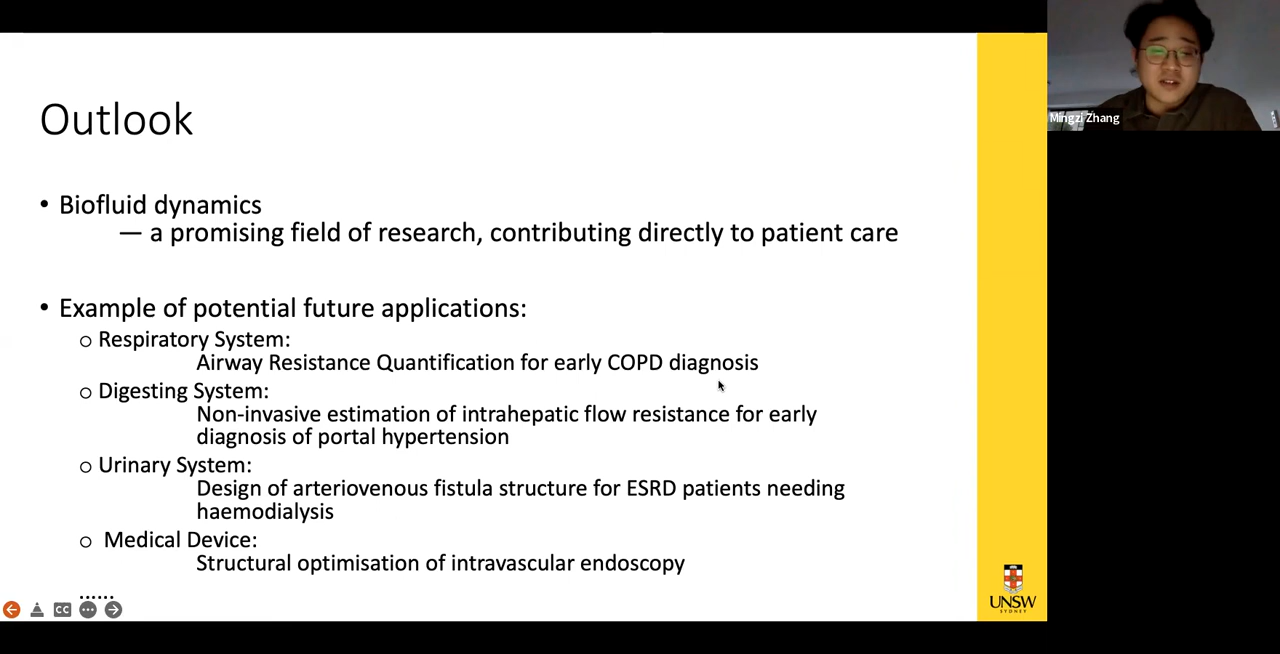 Outlook
• Biofluid dynamics
— a promising field of research, contributing directly to patient care
• Example of potential future applications:
o Respiratory System:
Airway Resistance Quantification for early COPD diagnosis
o Digesting System:
Non-invasive estimation of intrahepatic flow resistance for early
diagnosis of portal hypertension
o Urinary System:
Design of arteriovenous fistula structure for ESRD patients needing
haemodialysis
o Medical Device:
Structural optimisation of intravascular endoscopy
......
CC
UNSW
SYDNEY
Mingzi Zhang